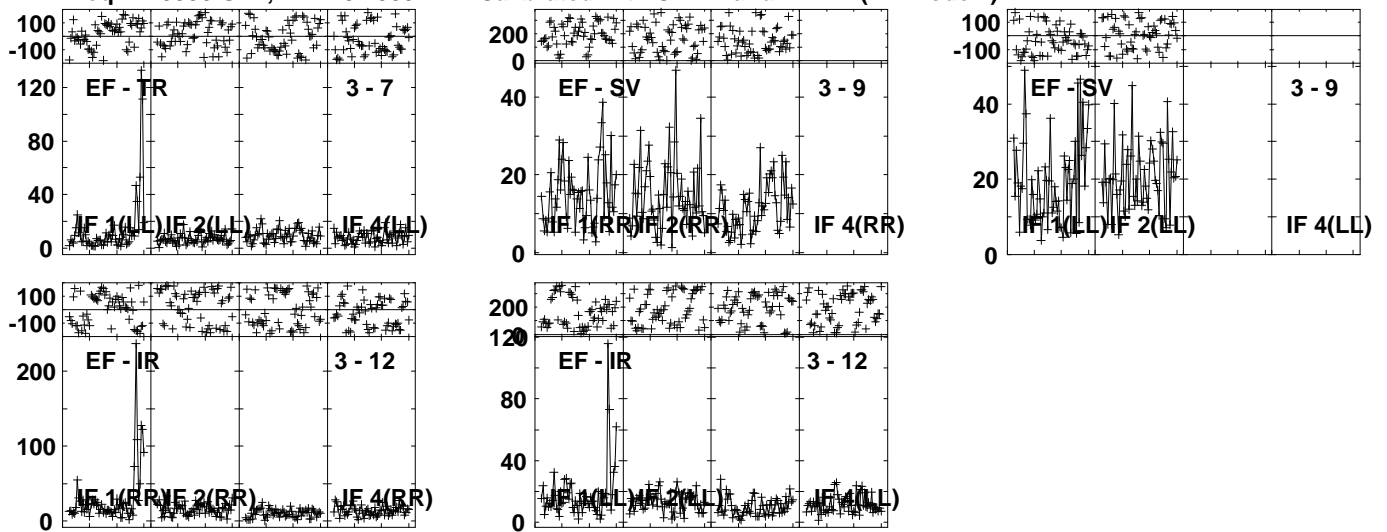 100
-100
120
80
40
0
EF - TR
3 - 7
IF 1(LL)
IF 2(LL)
IF 4(LL)
200
0
40
20
0
EF - SV
3 - 9
IF 1(RR)
IF 2(RR)
IF 4(RR)
100
-100
40
20
0
EF - SV
3 - 9
IF 1(LL)
IF 2(LL)
IF 4(LL)
100
-100
200
100
0
EF - IR
3 - 12
IF 1(RR)
IF 2(RR)
IF 4(RR)
200
0
120
80
40
0
EF - IR
3 - 12
IF 1(LL)
IF 2(LL)
IF 4(LL)